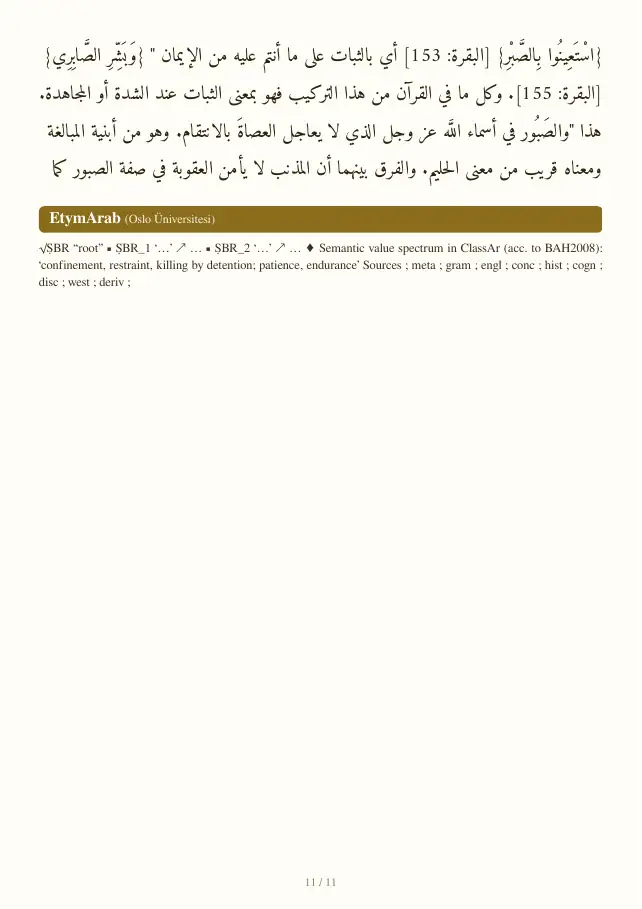 {اسْتَعِينُوا بِالصَّبْرِ} [البقرة: 153] أي بالثبات على ما أنتم عليه من الإيمان " {وَبَشِّرِ الصَّابِرِي}
[البقرة: 155]. وكل ما في القرآن من هذا التركيب فهو بمعنى الثبات عند الشدة أو المجاهدة.
هذا "والصَبُور في أسماء اللَّه عز وجل الذي لا يعاجل العصاةَ بالانتقام. وهو من أبنية المبالغة
ومعناه قريب من معنى الحليم. والفرق بينهما أن المذنب لا يأمن العقوبة في صفة الصبور كما
EtymArab (Oslo Üniversitesi)
√ṢBR “root” ▪ ṢBR_1 ‘…’ ↗ … ▪ ṢBR_2 ‘…’ ↗ … ♦ Semantic value spectrum in ClassAr (acc. to BAH2008):
‘confinement, restraint, killing by detention; patience, endurance’ Sources ; meta ; gram ; engl ; conc ; hist ; cogn ;
disc ; west ; deriv ;
11 / 11